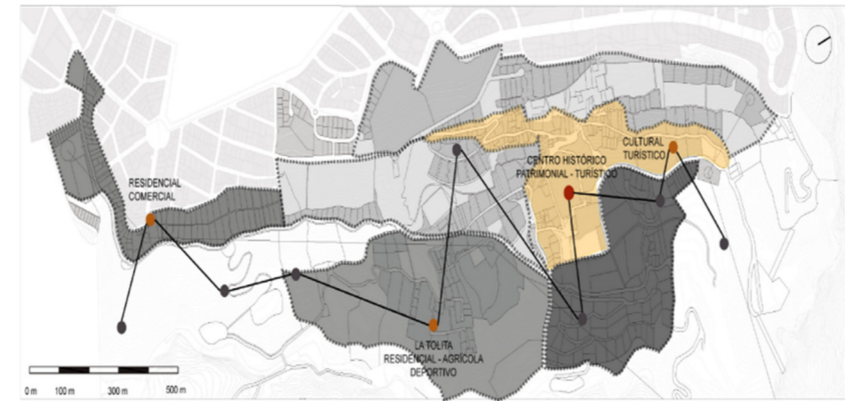 RESIDENCIAL
COMERCIAL
CENTRO HISTÓRICO
PATRIMONIAL - TURÍSTICO
CULTURAL
TURÍSTICO
LA TOLITA
RESIDENCIAL - AGRÍCOLA
DEPORTIVO
0 m 100 m 300 m 500 m